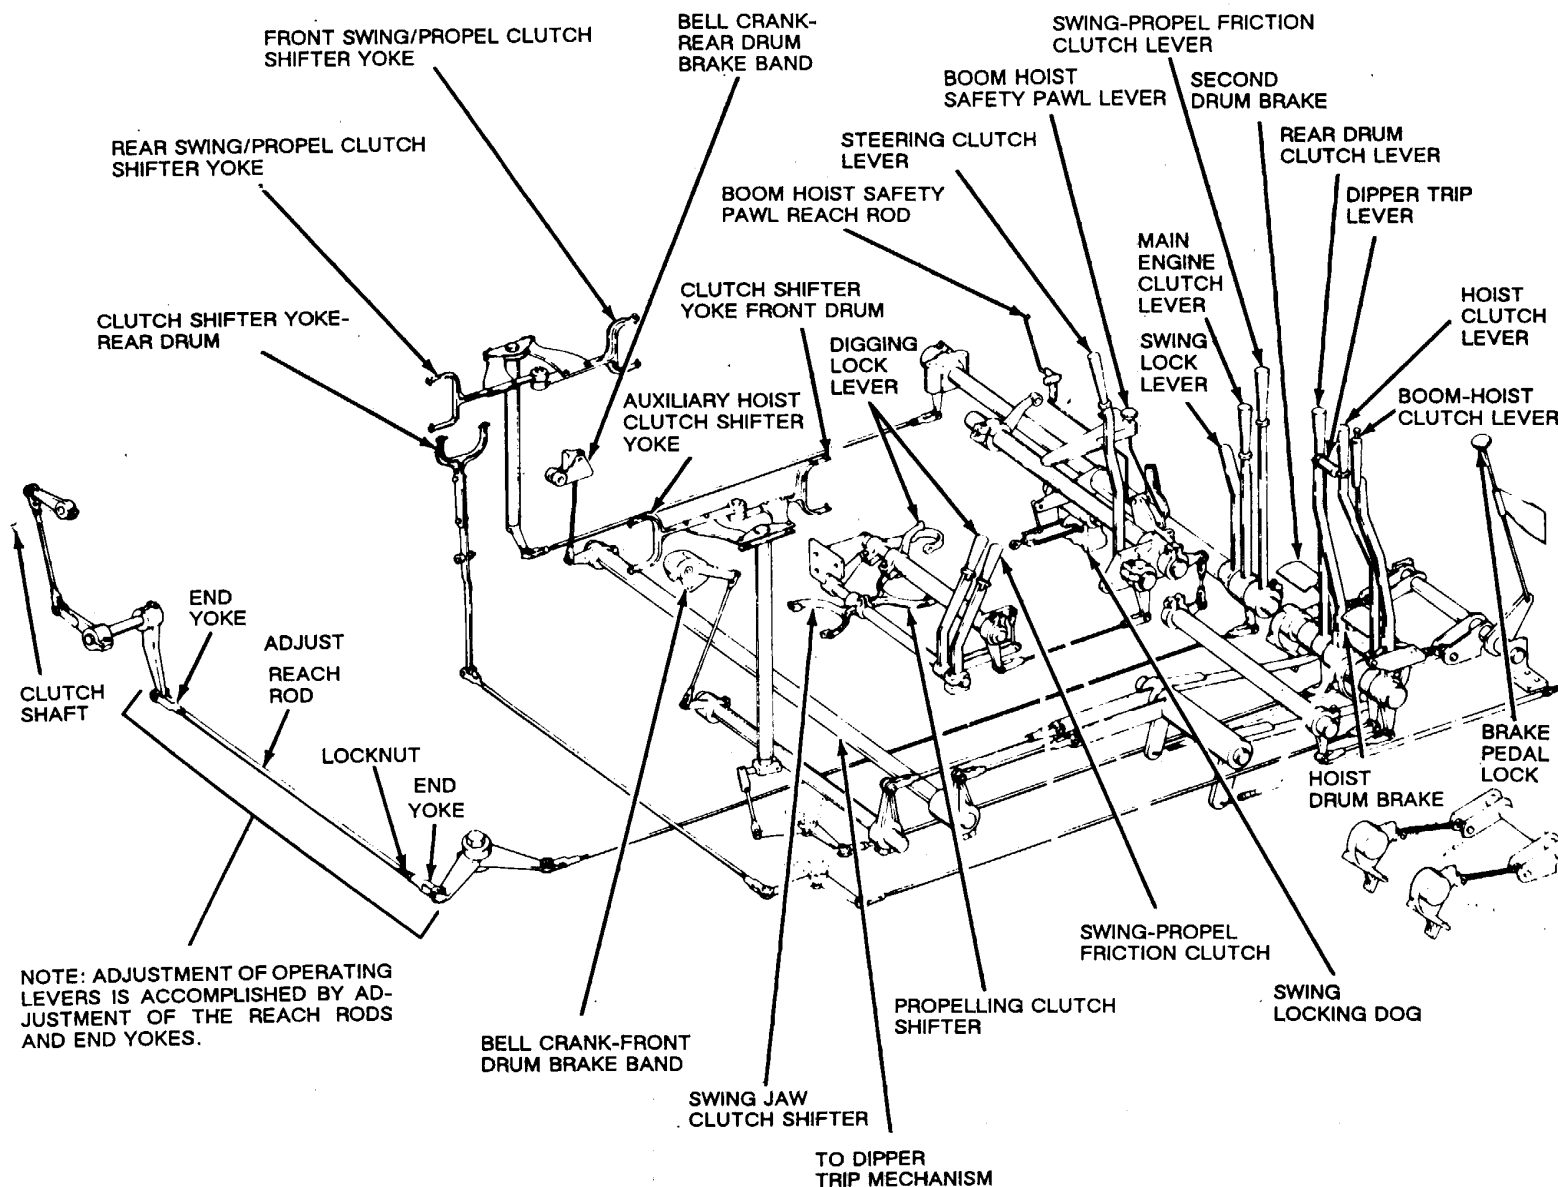 FRONT SWING/PROPEL CLUTCH
SHIFTER YOKE
BELL CRANK-
REAR DRUM
BRAKE BAND
SWING-PROPEL FRICTION
CLUTCH LEVER
BOOM HOIST
SAFETY PAWL LEVER
SECOND
DRUM BRAKE
REAR SWING/PROPEL CLUTCH
SHIFTER YOKE
STEERING CLUTCH
LEVER
REAR DRUM
CLUTCH LEVER
BOOM HOIST SAFETY
PAWL REACH ROD
DIPPER TRIP
LEVER
MAIN
ENGINE
CLUTCH
LEVER
CLUTCH SHIFTER
YOKE FRONT DRUM
HOIST
CLUTCH
LEVER
CLUTCH SHIFTER YOKE-
REAR DRUM
DIGGING
LOCK
LEVER
SWING
LOCK
LEVER
AUXILIARY HOIST
CLUTCH SHIFTER
YOKE
BOOM-HOIST
CLUTCH LEVER
END
YOKE
ADJUST
REACH
ROD
CLUTCH
SHAFT
LOCKNUT
END
YOKE
HOIST
DRUM BRAKE
BRAKE
PEDAL
LOCK
NOTE: ADJUSTMENT OF OPERATING
LEVERS IS ACCOMPLISHED BY AD-
JUSTMENT OF THE REACH RODS
AND END YOKES.
SWING-PROPEL
FRICTION CLUTCH
SWING
LOCKING DOG
PROPELLING CLUTCH
SHIFTER
BELL CRANK-FRONT
DRUM BRAKE BAND
SWING JAW
CLUTCH SHIFTER
TO DIPPER
TRIP MECHANISM